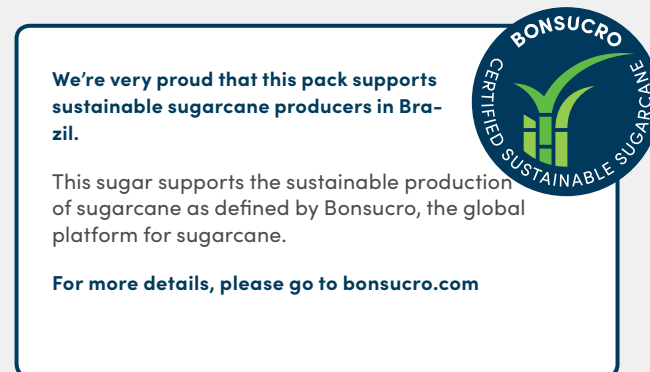 BONSUCRO
CERTIFIED SUSTAINABLE SUGARCANE
We're very proud that this pack supports
sustainable sugarcane producers in Bra-
zil.
This sugar supports the sustainable production
of sugarcane as defined by Bonsucro, the global
platform for sugarcane.
For more details, please go to bonsucro.com